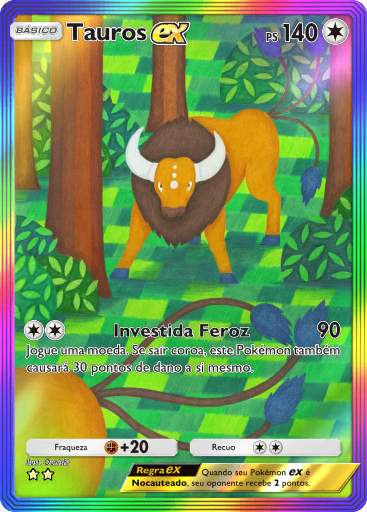 BÁSICO Tauros ex PS 140
Investida Feroz 90
Jogue uma moeda. Se sair coroa, este Pokémon também
causará 30 pontos de dano a si mesmo.
Fraqueza +20 Recuo
Illus.
Regra ex Quando seu Pokémon ex é
Nocauteado, seu oponente recebe 2 pontos.